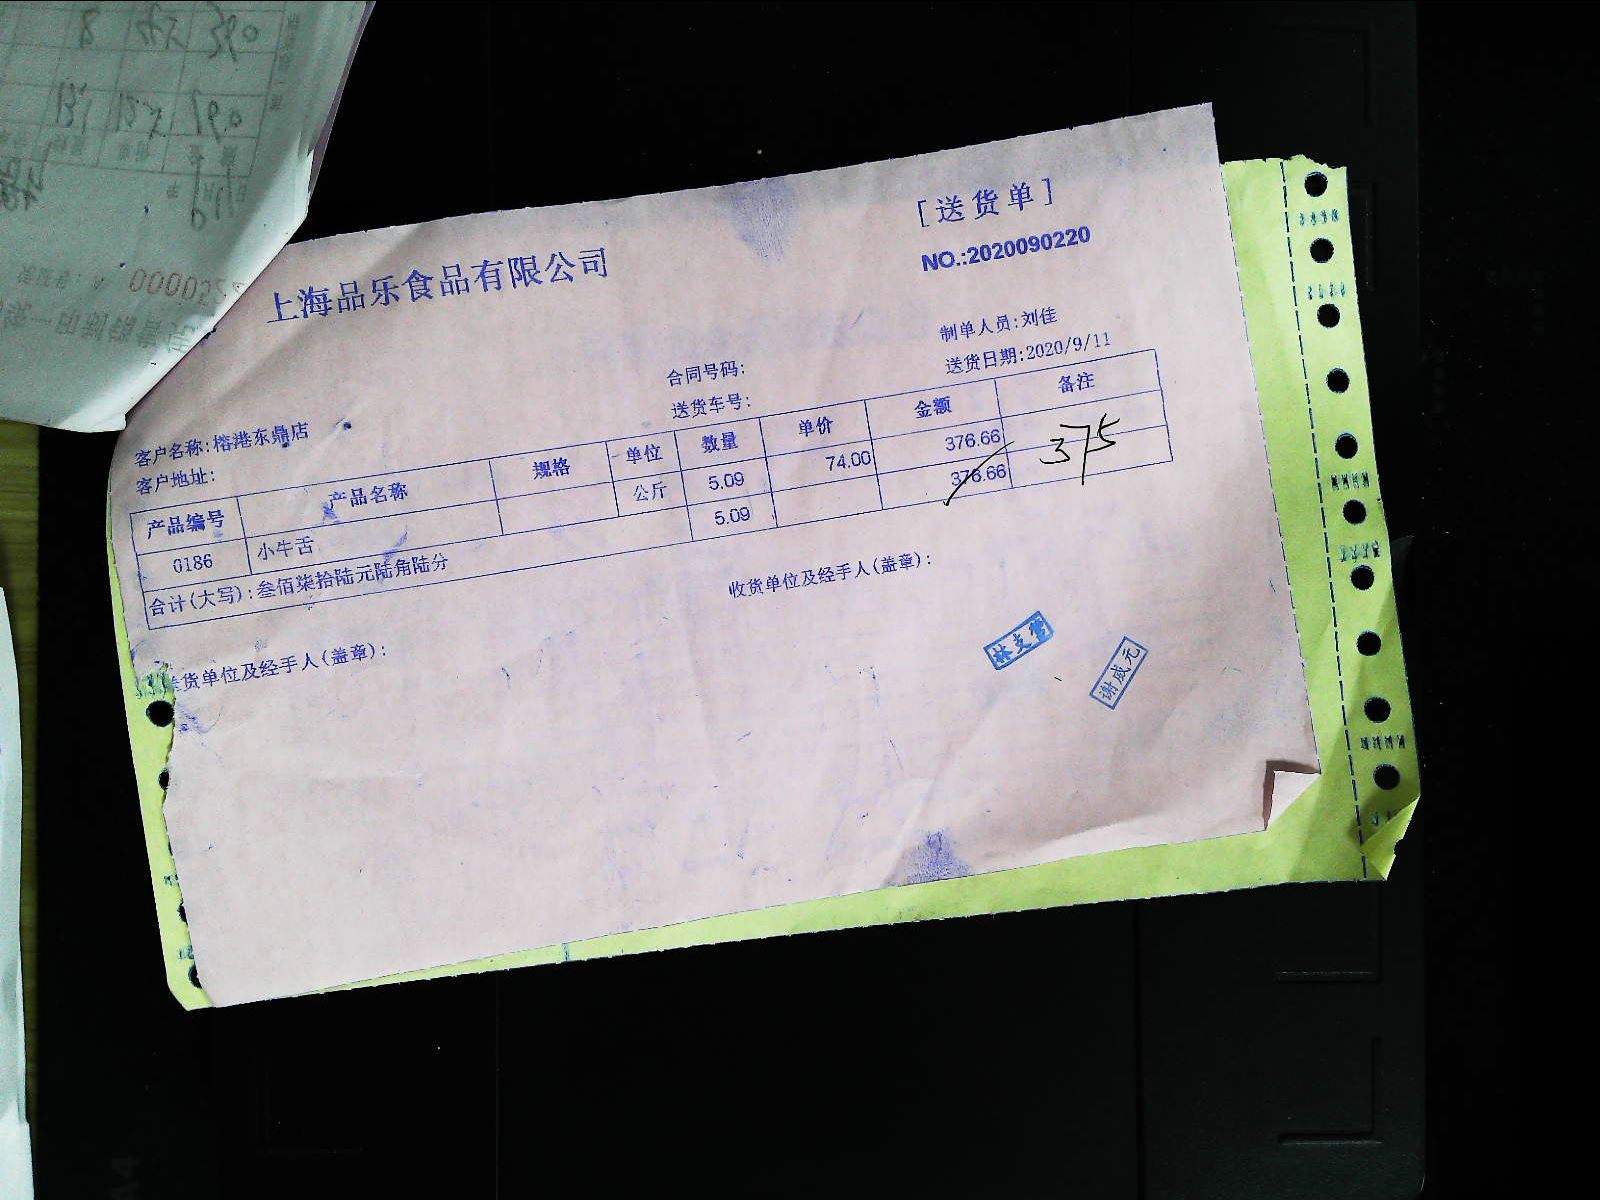 上海品乐食品有限公司
[送货单]
NO.:2020090220
制单人员:刘佳
合同号码:
送货日期:2020/9/11
送货车号:
客户名称:榕港东鼎店
客户地址:
产品编号 产品名称 规格 单位 数量 单价 金额 备注
0186 小牛舌 公斤 5.09 74.00 376.66
合计(大写):叁佰柒拾陆元陆角陆分 5.09 376.66 375
货单位及经手人(盖章):
收货单位及经手人(盖章):
谢威元